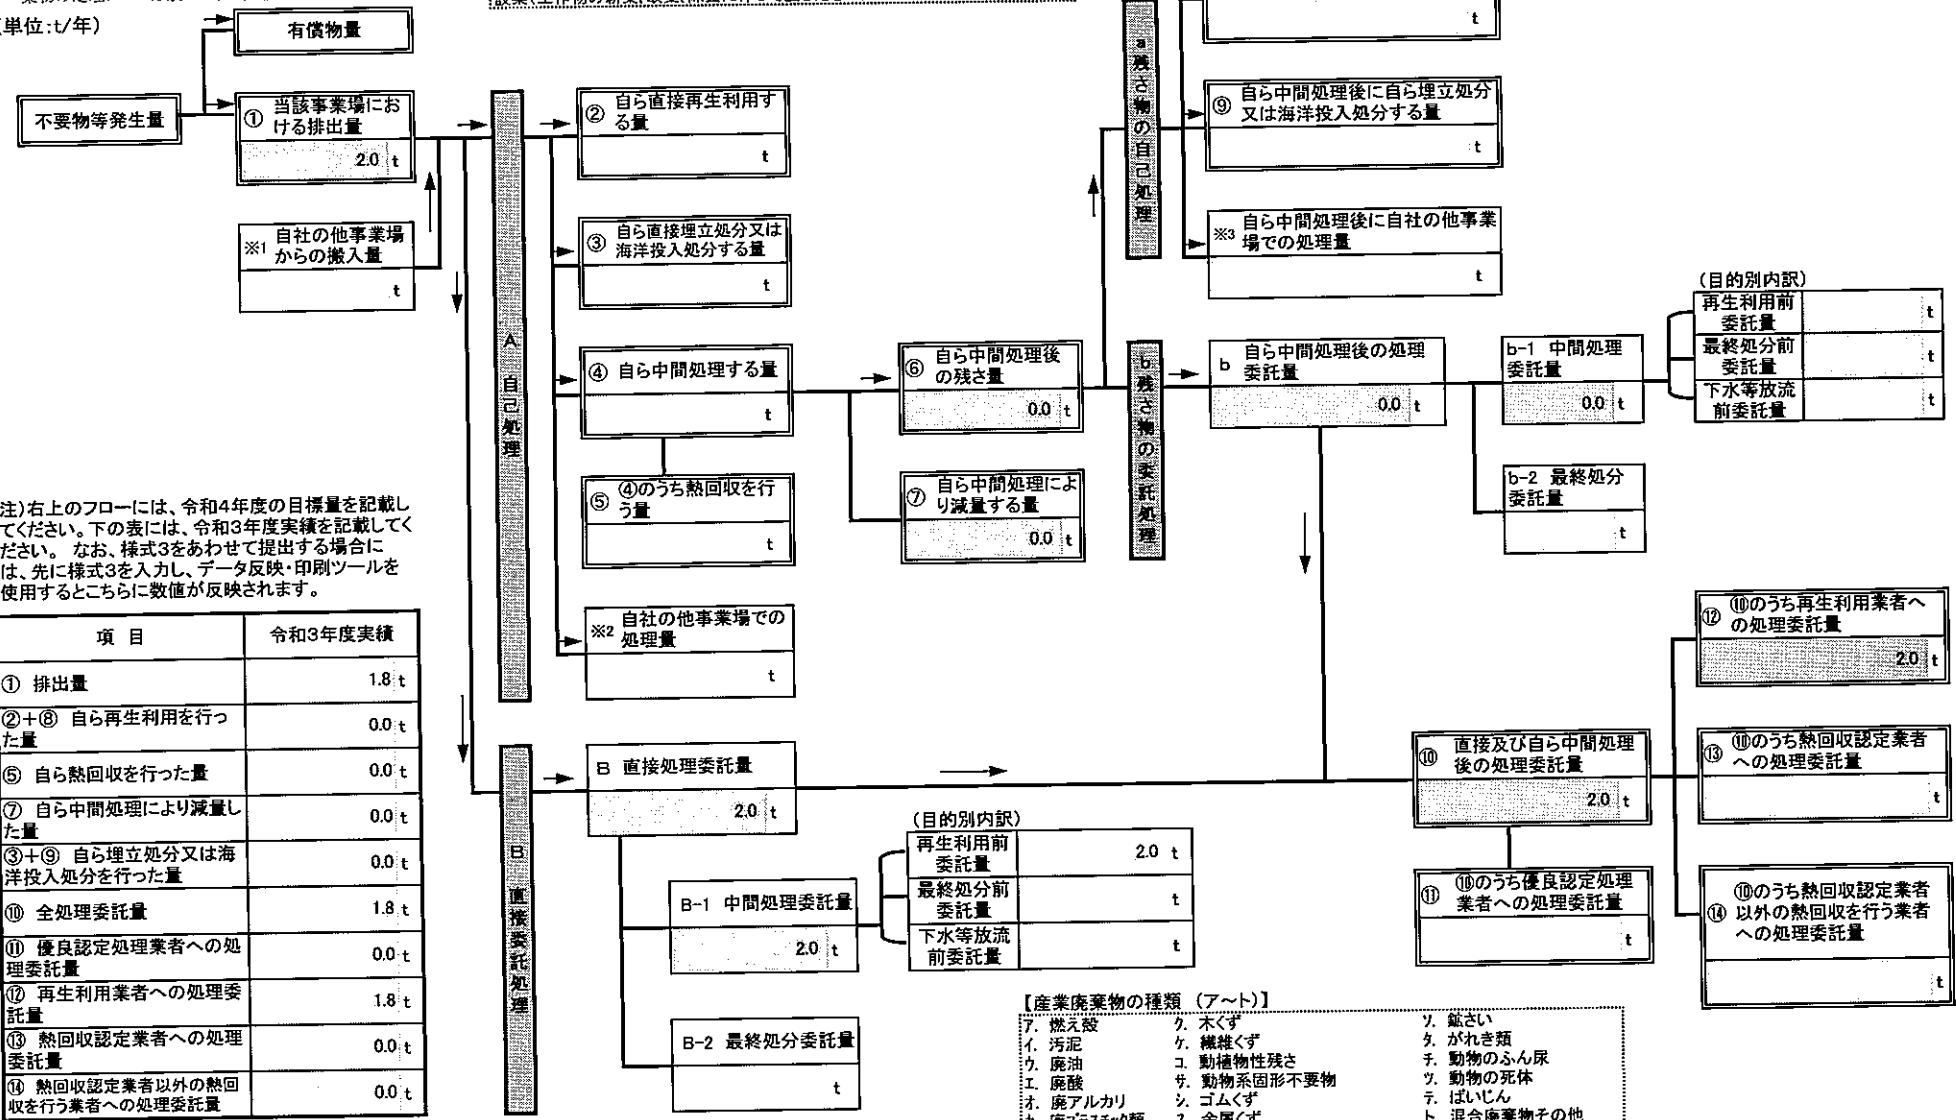 (単位:t/年)
有償物量
不要物等発生量
① 当該事業場にお
ける排出量
2.0 t
※1 自社の他事業場
からの搬入量
t
A 自己処理
② 自ら直接再生利用す
る量
t
③ 自ら直接埋立処分又は
海洋投入処分する量
t
④ 自ら中間処理する量
t
⑤ ④のうち熱回収を行
う量
t
※2 自社の他事業場での
処理量
t
⑥ 自ら中間処理後
の残さ量
0.0 t
⑦ 自ら中間処理によ
り減量する量
0.0 t
a 残さ物の自己処理
t
⑨ 自ら中間処理後に自ら埋立処分
又は海洋投入処分する量
t
※3 自ら中間処理後に自社の他事業
場での処理量
t
b 残さ物の委託処理
b 自ら中間処理後の処理
委託量
0.0 t
b-1 中間処理
委託量
0.0 t
(目的別内訳)
再生利用前
委託量
t
最終処分前
委託量
t
下水等放流
前委託量
t
b-2 最終処分
委託量
t
注)右上のフローには、令和4年度の目標量を記載し
てください。下の表には、令和3年度実績を記載してく
ださい。 なお、様式3をあわせて提出する場合に
は、先に様式3を入力し、データ反映・印刷ツールを
使用するとこちらに数値が反映されます。
項 目 令和3年度実績
① 排出量 1.8 t
②+⑧ 自ら再生利用を行っ
た量 0.0 t
⑤ 自ら熱回収を行った量 0.0 t
⑦ 自ら中間処理により減量し
た量 0.0 t
③+⑨ 自ら埋立処分又は海
洋投入処分を行った量 0.0 t
⑩ 全処理委託量 1.8 t
⑪ 優良認定処理業者への処
理委託量 0.0 t
⑫ 再生利用業者への処理委
託量 1.8 t
⑬ 熱回収認定業者への処理
委託量 0.0 t
⑭ 熱回収認定業者以外の熱回
収を行う業者への処理委託量 0.0 t
B 直接委託処理
B 直接処理委託量
2.0 t
B-1 中間処理委託量
2.0 t
(目的別内訳)
再生利用前
委託量
2.0 t
最終処分前
委託量
t
下水等放流
前委託量
t
B-2 最終処分委託量
t
⑩ 直接及び自ら中間処理
後の処理委託量
2.0 t
⑪ ⑩のうち優良認定処理
業者への処理委託量
t
⑫ ⑩のうち再生利用業者へ
の処理委託量
2.0 t
⑬ ⑩のうち熱回収認定業者
への処理委託量
t
⑭ ⑩のうち熱回収認定業者
以外の熱回収を行う業者
への処理委託量
t
【産業廃棄物の種類 (ア~ト)】
ア. 燃え殻 ク. 木くず ソ. 鉱さい
イ. 汚泥 ケ. 繊維くず タ. がれき類
ウ. 廃油 コ. 動植物性残さ チ. 動物のふん尿
エ. 廃酸 サ. 動物系固形不要物 ツ. 動物の死体
オ. 廃アルカリ シ. ゴムくず テ. ばいじん
カ. 廃プラスチック類 ス. 金属くず ト. 混合廃棄物その他